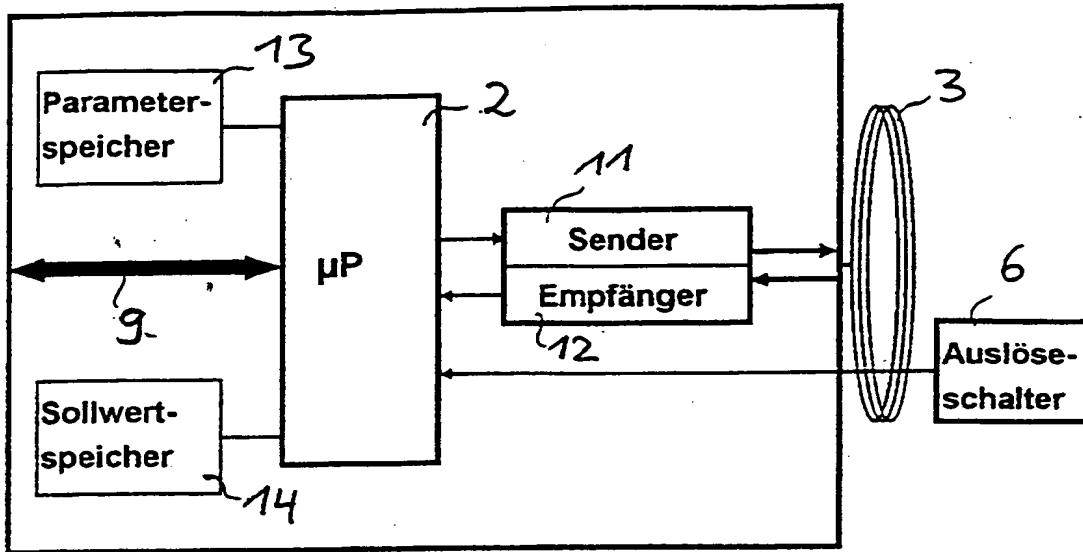 13
Parameter-
speicher
2
3
11
Sender
Empfänger
12
µP
9
6
Auslöse-
schalter
Sollwert-
speicher
14